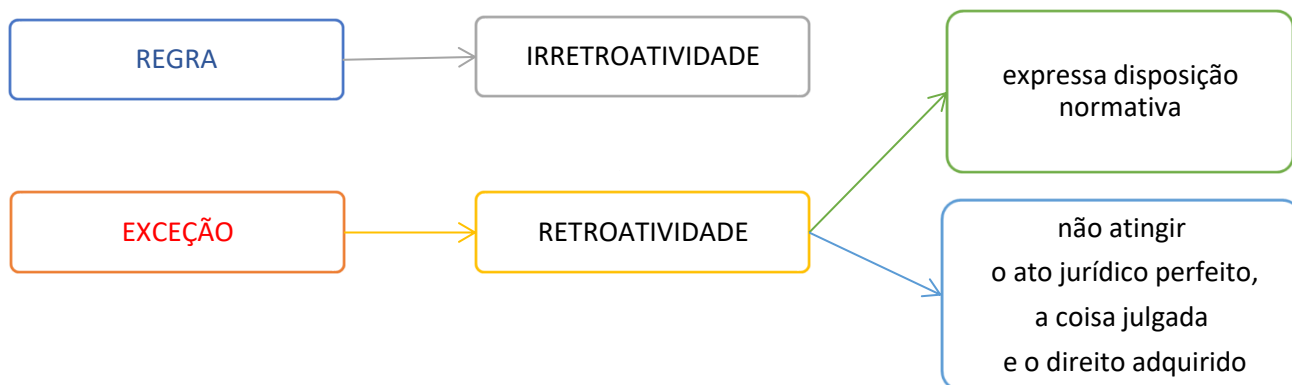 REGRA
IRRETROATIVIDADE
expressa disposição
normativa
EXCEÇÃO
RETROATIVIDADE
não atingir
o ato jurídico perfeito,
a coisa julgada
e o direito adquirido